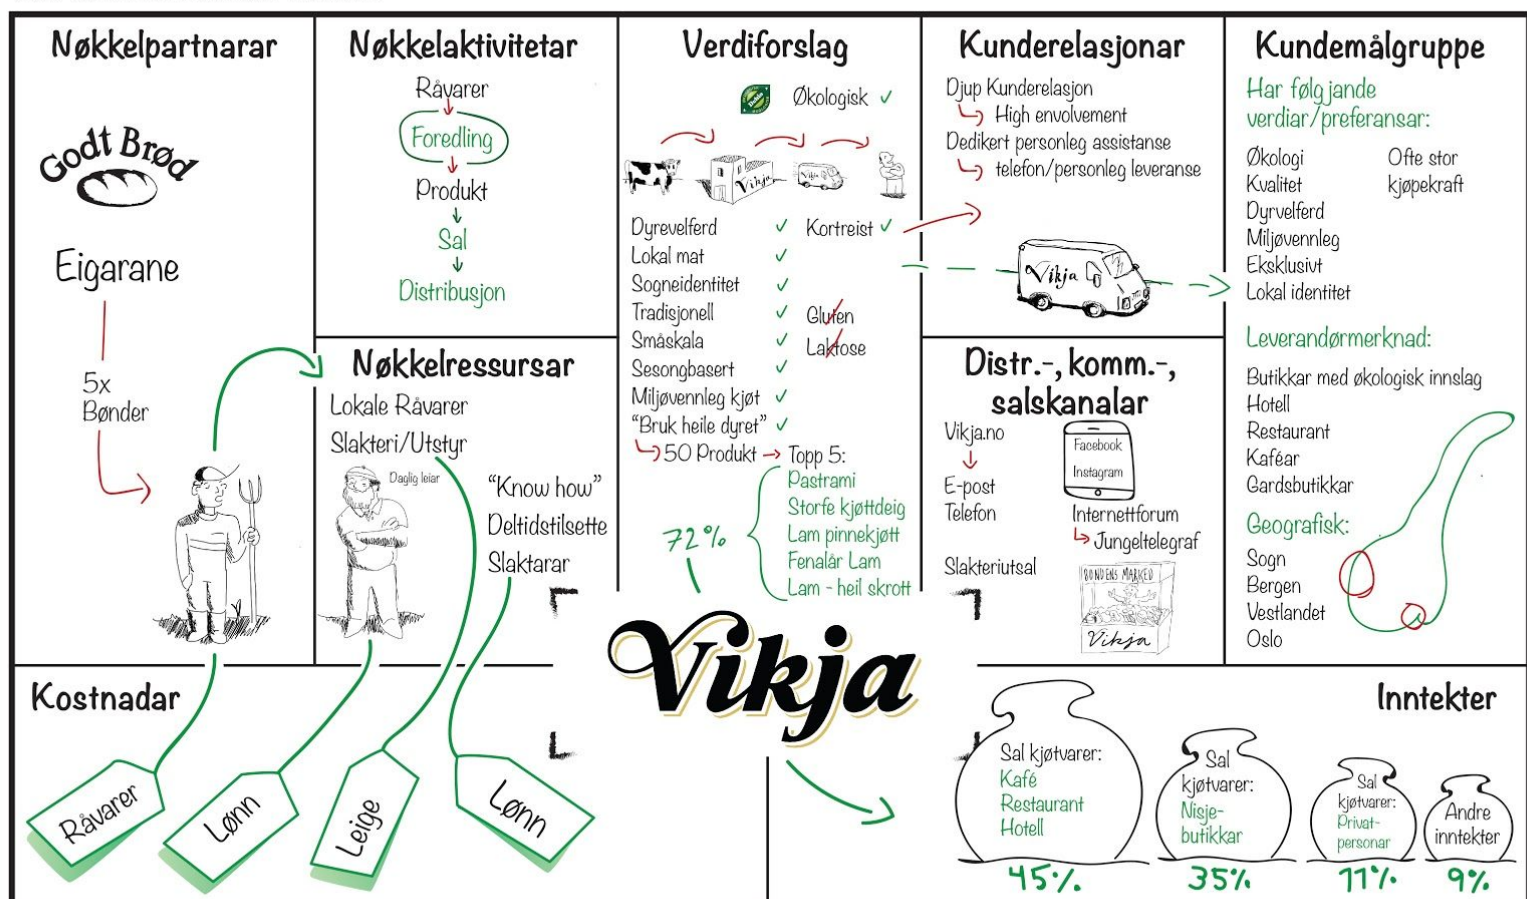 Nøkkelpartnarar
Godt Brød
Eigarane
5x
Bønder
Nøkkelaktivitetar
Råvarer
Foredling
Produkt
Sal
Distribusjon
Nøkkelressursar
Lokale Råvarer
Slakteri/Utstyr
Daglig leiar
“Know how”
Deltidstilsette
Slaktarar
Verdiforslag
Debio
Økologisk
Vikja
Vikja
Dyrevelferd
Lokal mat
Sogneidentitet
Tradisjonell
Småskala
Sesongbasert
Miljøvennleg kjøt
“Bruk heile dyret”
50 Produkt
Kortreist
Gluten
Laktose
Topp 5:
Pastrami
Storfe kjøttdeig
Lam pinnekjøtt
Fenalår Lam
Lam - heil skrott
72%
Kunderelasjonar
Djup Kunderelasjon
High envolvement
Dedikert personleg assistanse
telefon/personleg leveranse
Vikja
Distr.-, komm.-,
salskanalar
Vikja.no
E-post
Telefon
Slakteriutsal
Facebook
Instagram
Internettforum
Jungeltelegraf
BONDENS MARKED
Vikja
Kundemålgruppe
Har følgjande
verdiar/preferansar:
Økologi
Kvalitet
Dyrvelferd
Miljøvennleg
Eksklusivt
Lokal identitet
Ofte stor
kjøpekraft
Leverandørmerknad:
Butikkar med økologisk innslag
Hotell
Restaurant
Kaféar
Gardsbutikkar
Geografisk:
Sogn
Bergen
Vestlandet
Oslo
Vikja
Kostnadar
Råvarer
Lønn
Leige
Lønn
Inntekter
Sal kjøtvarer:
Kafé
Restaurant
Hotell
45%
Sal
kjøtvarer:
Nisje-
butikkar
35%
Sal
kjøtvarer:
Privat-
personar
11%
Andre
inntekter
9%